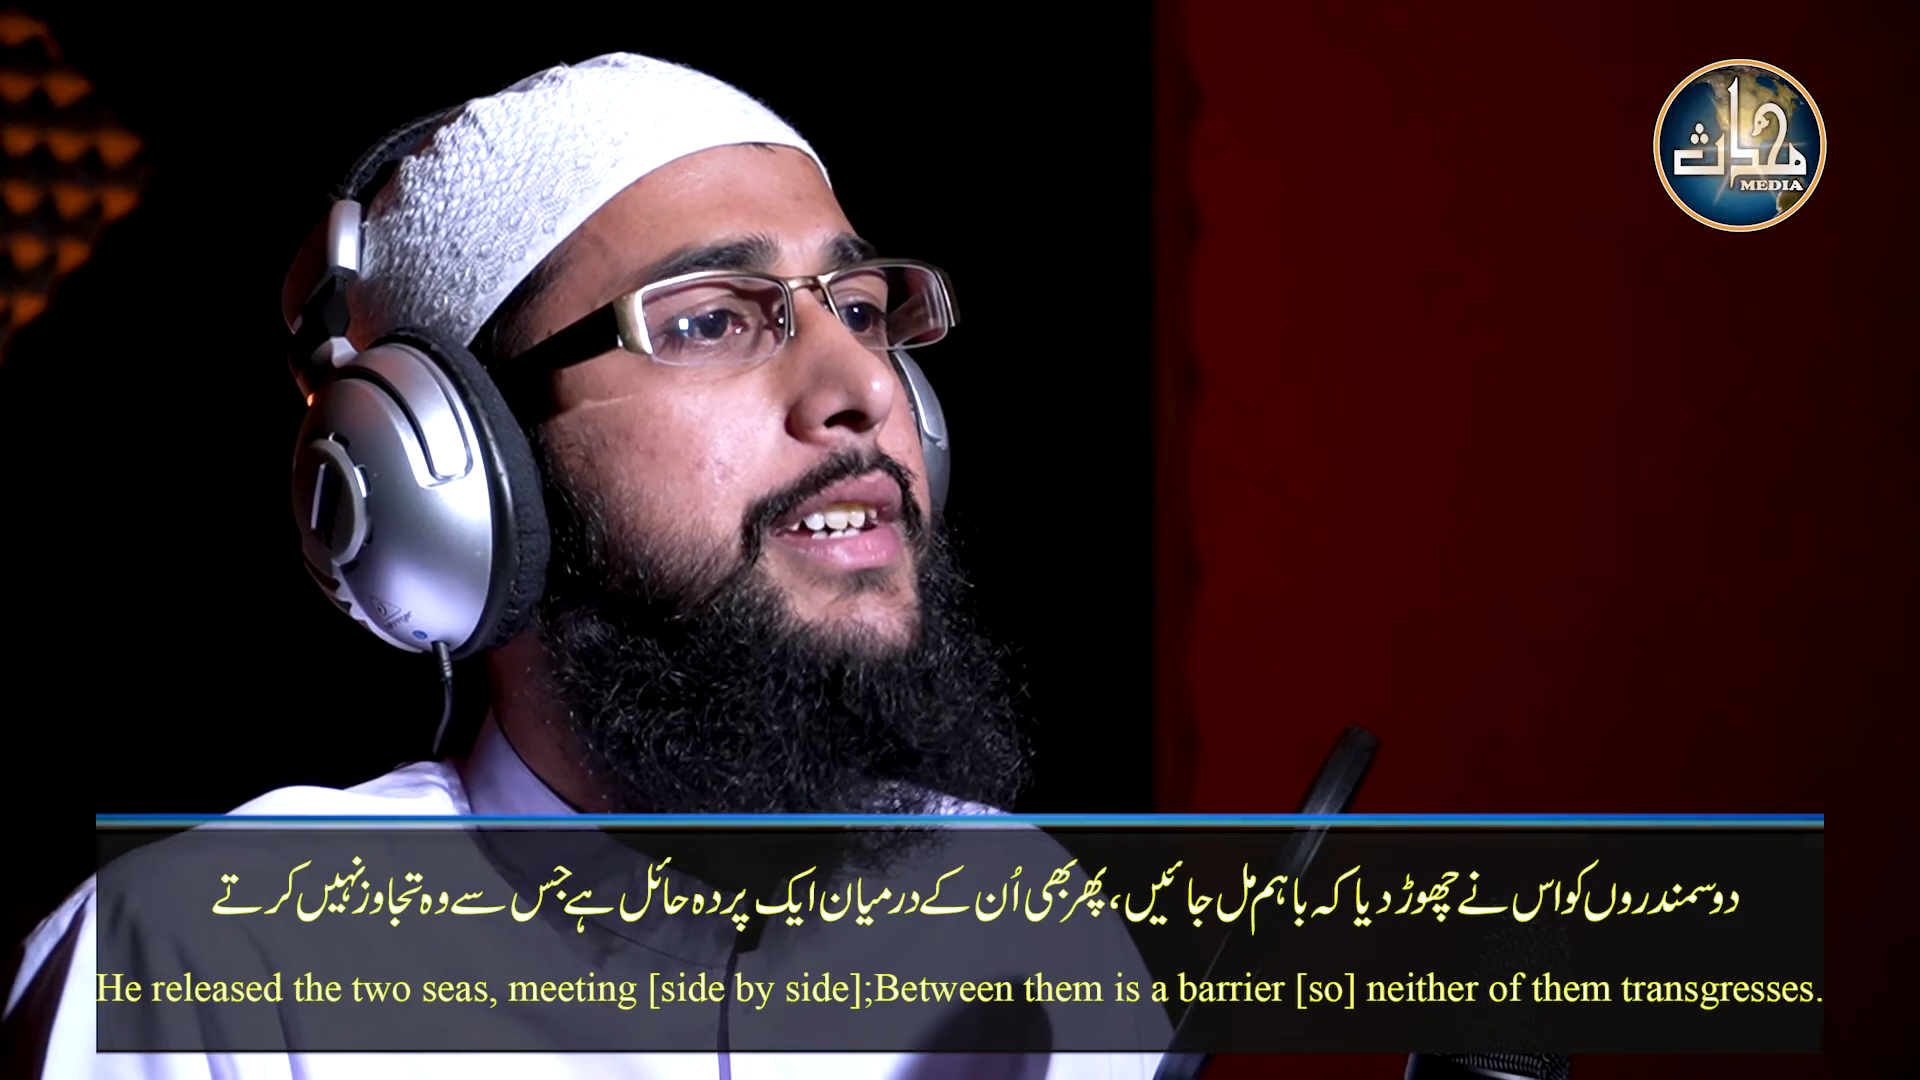 محدث
MEDIA
دو سمندروں کو اس نے چھوڑ دیا کہ باہم مل جائیں، پھر بھی اُن کے درمیان ایک پردہ حائل ہے جس سے وہ تجاوز نہیں کرتے
He released the two seas, meeting [side by side];Between them is a barrier [so] neither of them transgresses.